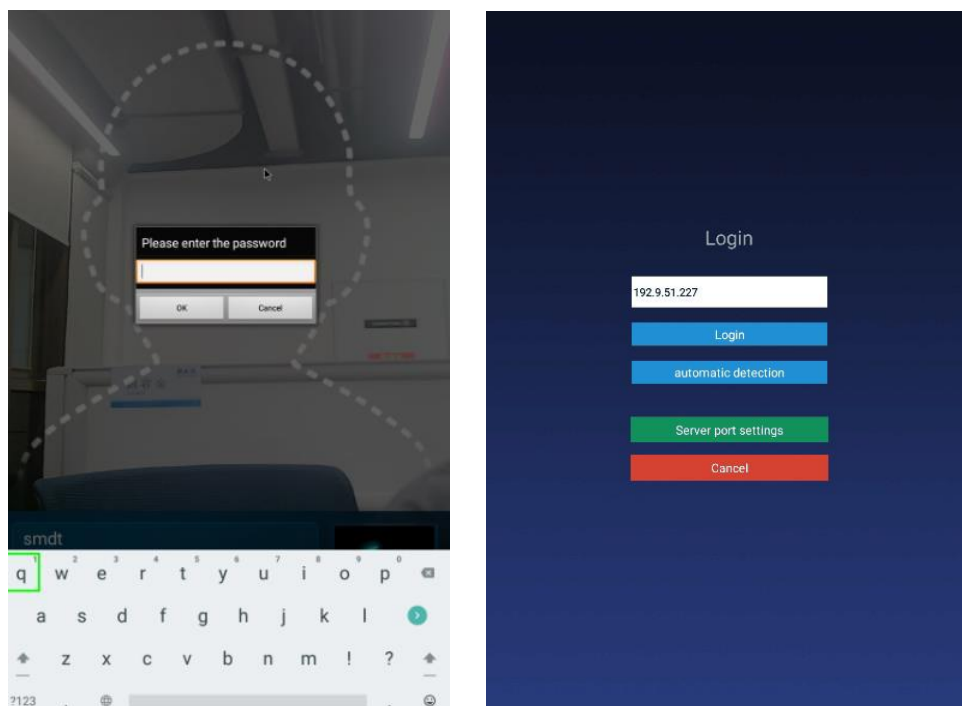 Please enter the password
OK Cancel
smdt
1 2 3 4 5 6 7 8 9 0
q w e r t y u i o p
a s d f g h j k l
z x c v b n m ! ?
?123 , .
Login
192.9.51.227
Login
automatic detection
Server port settings
Cancel